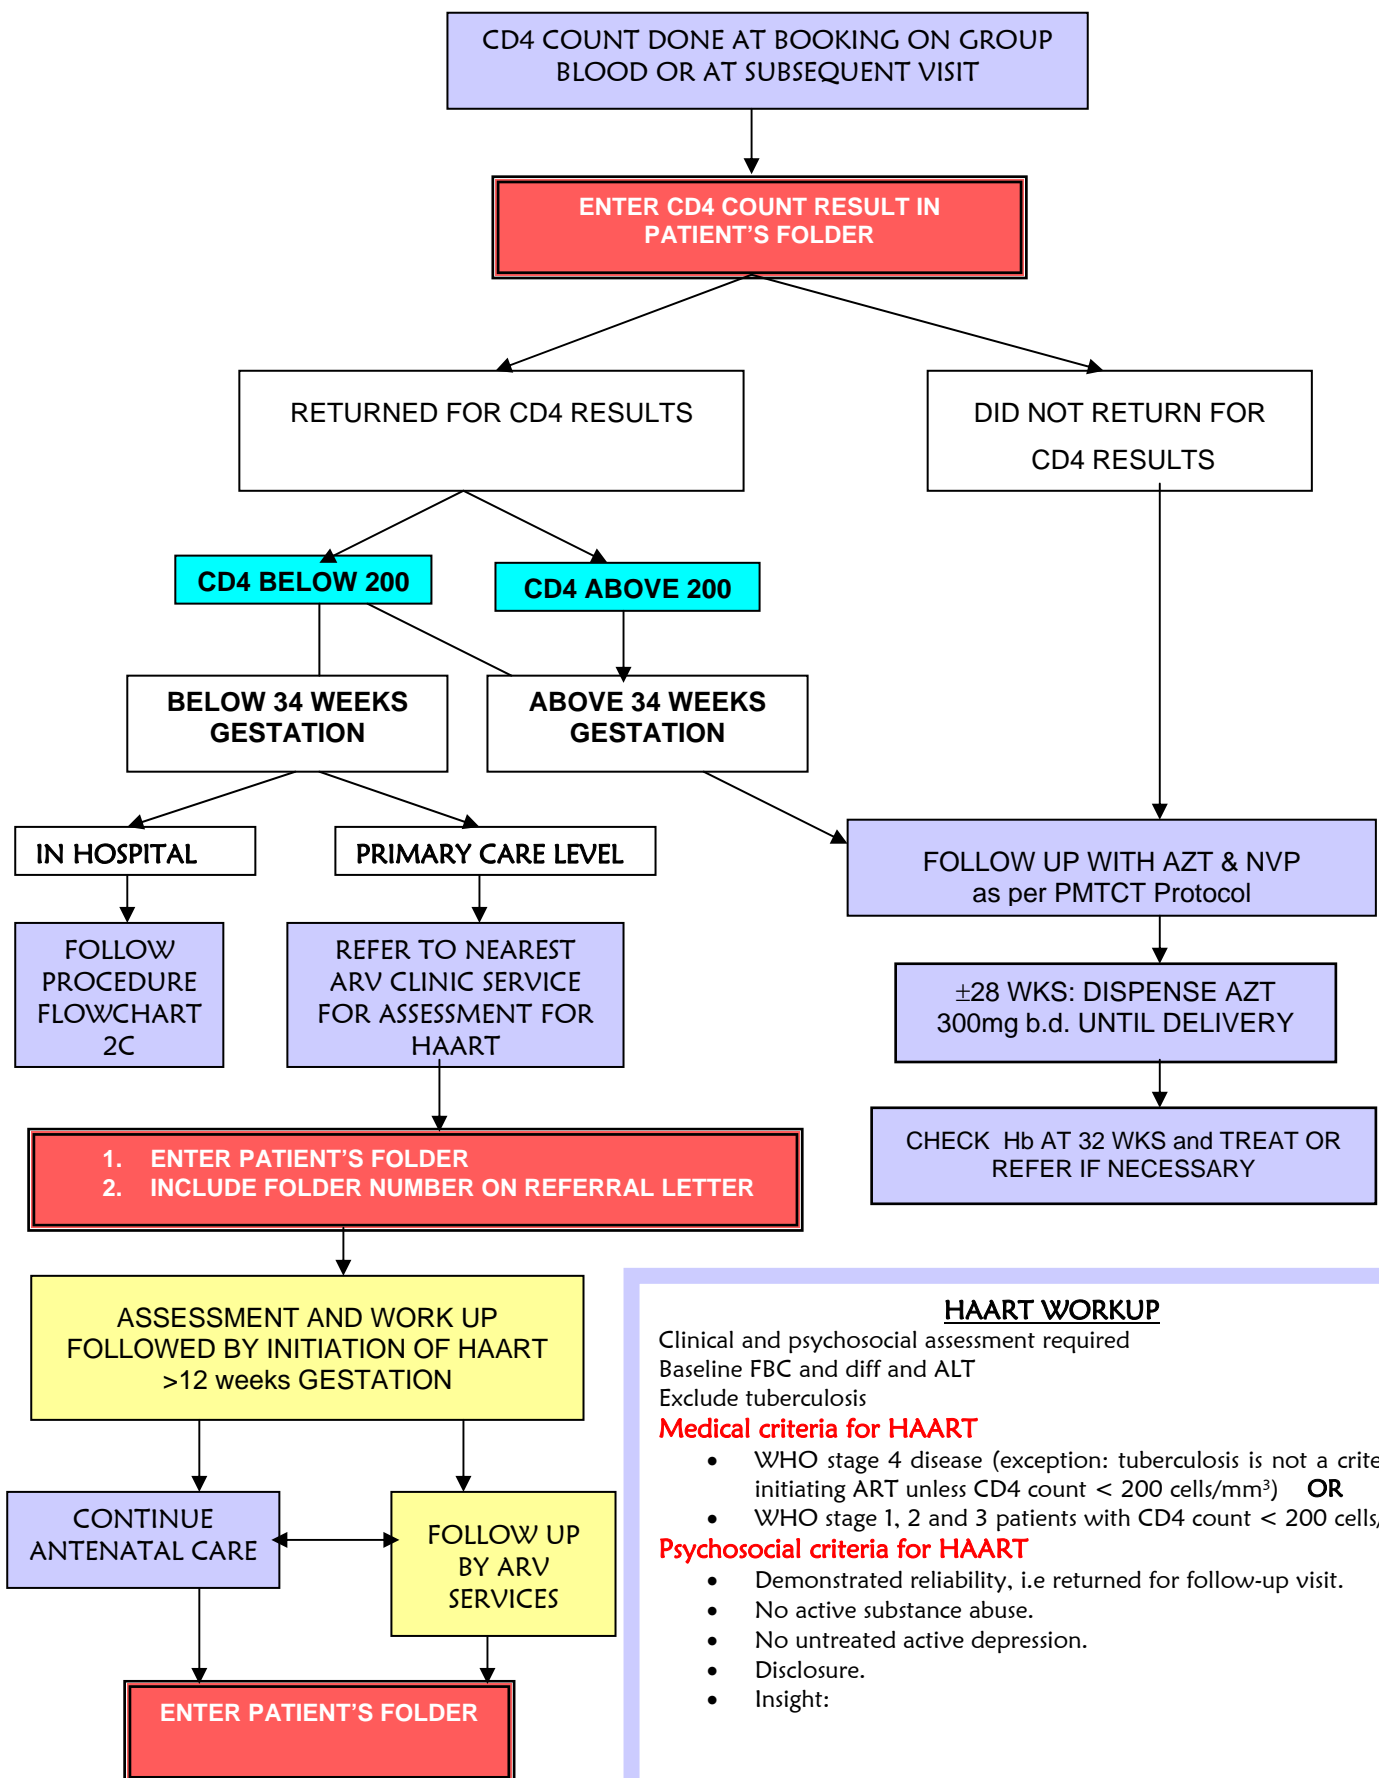 CD4 COUNT DONE AT BOOKING ON GROUP
BLOOD OR AT SUBSEQUENT VISIT
ENTER CD4 COUNT RESULT IN
PATIENT'S FOLDER
RETURNED FOR CD4 RESULTS
DID NOT RETURN FOR
CD4 RESULTS
CD4 BELOW 200
CD4 ABOVE 200
BELOW 34 WEEKS
GESTATION
ABOVE 34 WEEKS
GESTATION
IN HOSPITAL
PRIMARY CARE LEVEL
FOLLOW UP WITH AZT & NVP
as per PMTCT Protocol
FOLLOW
PROCEDURE
FLOWCHART
2C
REFER TO NEAREST
ARV CLINIC SERVICE
FOR ASSESSMENT FOR
HAART
±28 WKS: DISPENSE AZT
300mg b.d. UNTIL DELIVERY
CHECK Hb AT 32 WKS and TREAT OR
REFER IF NECESSARY
1. ENTER PATIENT'S FOLDER
2. INCLUDE FOLDER NUMBER ON REFERRAL LETTER
ASSESSMENT AND WORK UP
FOLLOWED BY INITIATION OF HAART
>12 weeks GESTATION
CONTINUE
ANTENATAL CARE
FOLLOW UP
BY ARV
SERVICES
ENTER PATIENT'S FOLDER
HAART WORKUP
Clinical and psychosocial assessment required
Baseline FBC and diff and ALT
Exclude tuberculosis
Medical criteria for HAART
• WHO stage 4 disease (exception: tuberculosis is not a crite
initiating ART unless CD4 count < 200 cells/mm³) OR
• WHO stage 1, 2 and 3 patients with CD4 count < 200 cells/
Psychosocial criteria for HAART
• Demonstrated reliability, i.e returned for follow-up visit.
• No active substance abuse.
• No untreated active depression.
• Disclosure.
• Insight: